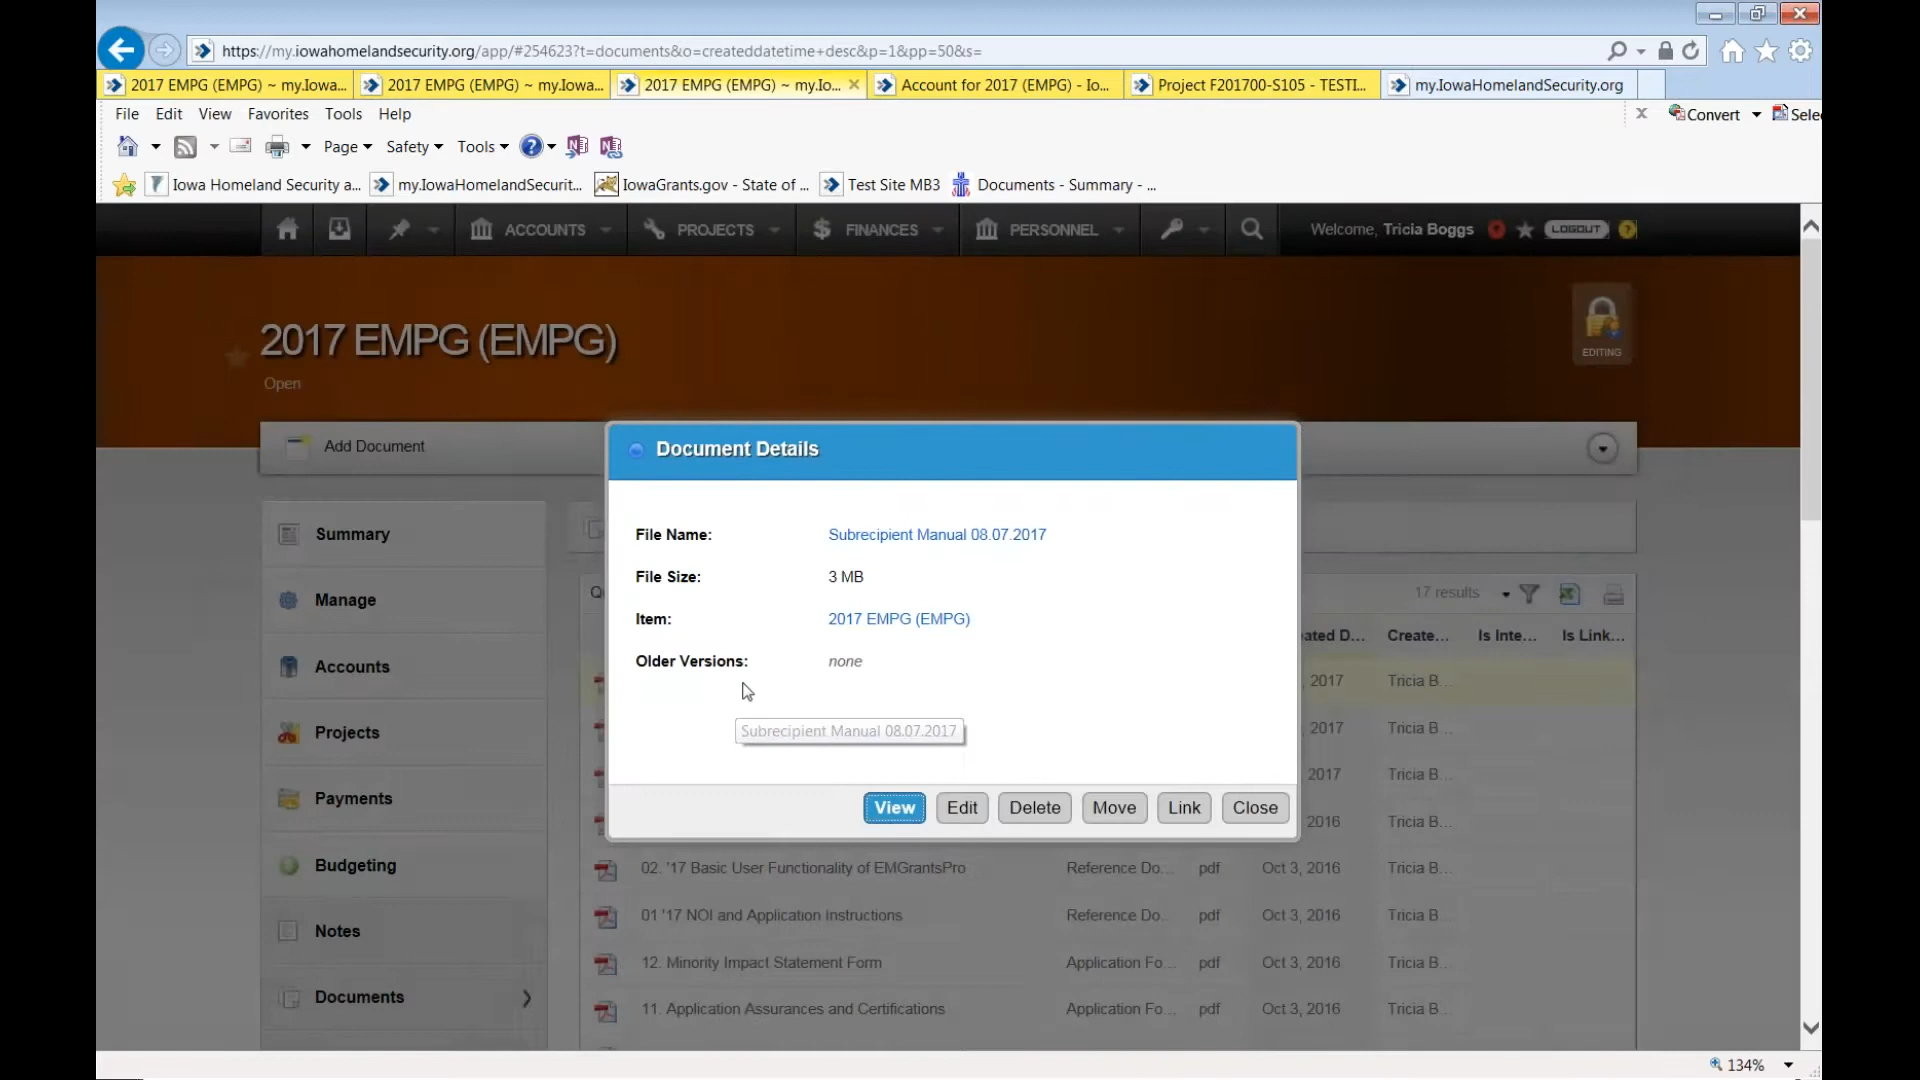 https://my.iowahomelandsecurity.org/app/#254623?t=documents&o=createddatetime+desc&p=1&pp=50&s=
2017 EMPG (EMPG) ~ my.Iowa...
2017 EMPG (EMPG) ~ my.Iowa...
2017 EMPG (EMPG) ~ my.Io...
Account for 2017 (EMPG) - Io...
Project F201700-S105 - TESTI...
my.IowaHomelandSecurity.org
File Edit View Favorites Tools Help
Convert
Sele
Page Safety Tools
Iowa Homeland Security a...
my.IowaHomelandSecurit...
IowaGrants.gov - State of ...
Test Site MB3
Documents - Summary - ...
ACCOUNTS
PROJECTS
FINANCES
PERSONNEL
Welcome, Tricia Boggs
LOGOUT
2017 EMPG (EMPG)
Open
EDITING
Add Document
Summary
Manage
Accounts
Projects
Payments
Budgeting
Notes
Documents
Document Details
File Name: Subrecipient Manual 08.07.2017
File Size: 3 MB
Item: 2017 EMPG (EMPG)
Older Versions: none
Subrecipient Manual 08.07.2017
View Edit Delete Move Link Close
17 results
ated D... Create... Is Inte... Is Link...
2017 Tricia B...
2017 Tricia B...
2017 Tricia B...
2016 Tricia B...
02. '17 Basic User Functionality of EMGrantsPro Reference Do... pdf Oct 3, 2016 Tricia B...
01 '17 NOI and Application Instructions Reference Do... pdf Oct 3, 2016 Tricia B...
12. Minority Impact Statement Form Application Fo... pdf Oct 3, 2016 Tricia B...
11. Application Assurances and Certifications Application Fo... pdf Oct 3, 2016 Tricia B...
134%